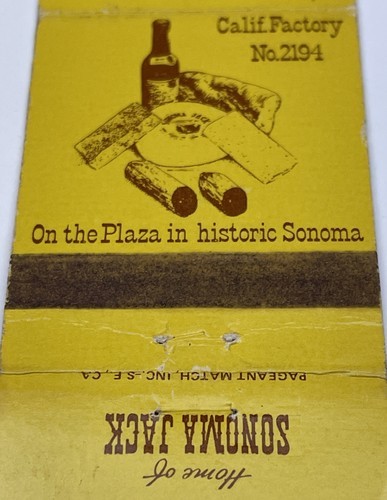 Calif. Factory
No. 2194
On the Plaza in historic Sonoma
PAGEANT MATCH, INC.-S.F., CA
Home of
SONOMA JACK